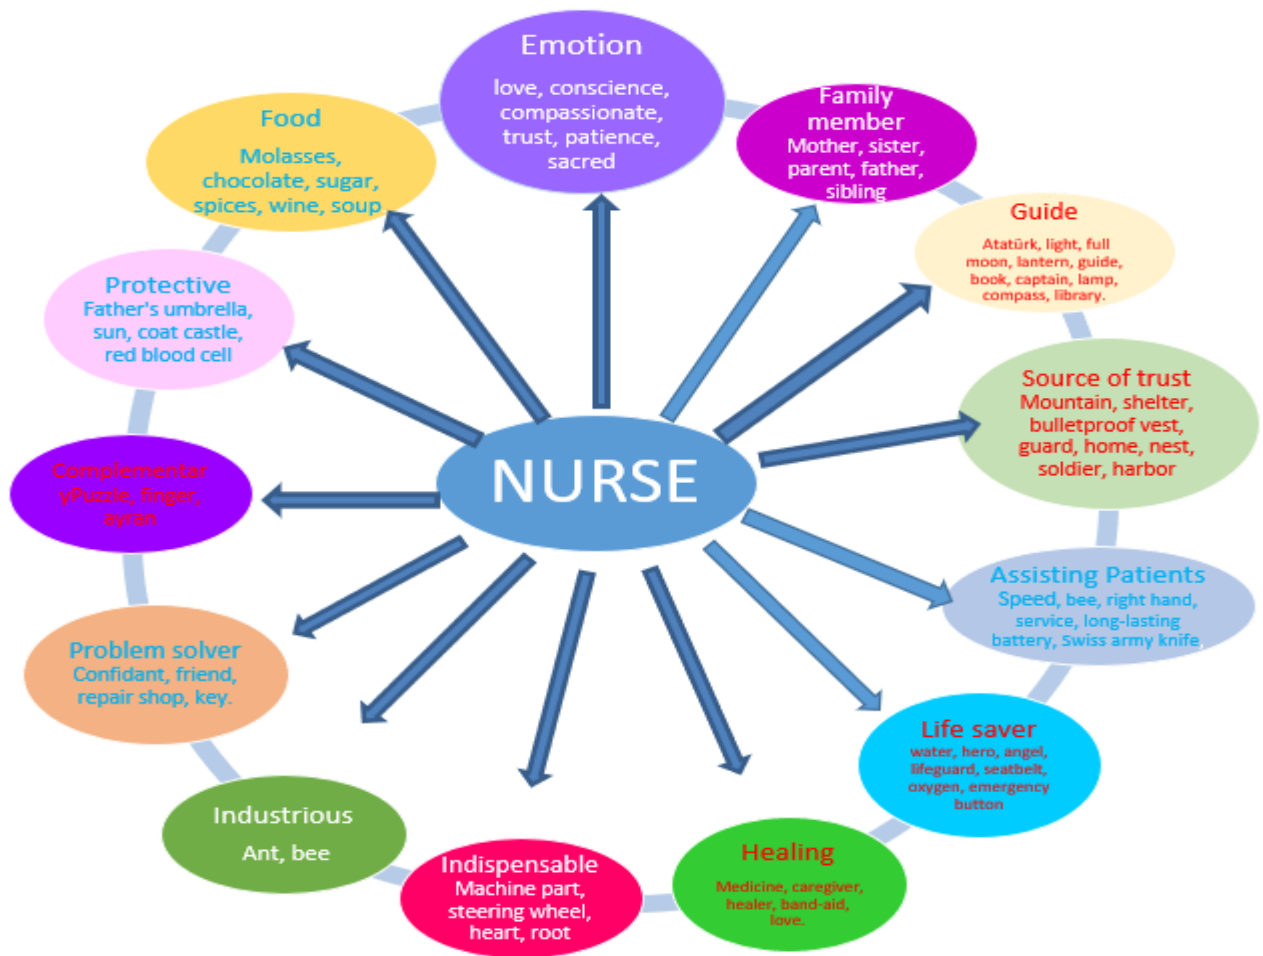 Emotion
love, conscience,
compassionate,
trust, patience,
sacred
Family
member
Mother, sister,
parent, father,
sibling
Guide
Atatürk, light, full
moon, lantern, guide,
book, captain, lamp,
compass, library.
Source of trust
Mountain, shelter,
bulletproof vest,
guard, home, nest,
soldier, harbor
Assisting Patients
Speed, bee, right hand,
service, long-lasting
battery, Swiss army knife,
Life saver
water, hero, angel,
lifeguard, seatbelt,
oxygen, emergency
button
Healing
Medicine, caregiver,
healer, band-aid,
love.
Indispensable
Machine part,
steering wheel,
heart, root
Industrious
Ant, bee
Problem solver
Confidant, friend,
repair shop, key.
Complementar
yPuzzle, finger,
ayran
Protective
Father's umbrella,
sun, coat castle,
red blood cell
Food
Molasses,
chocolate, sugar,
spices, wine, soup
NURSE